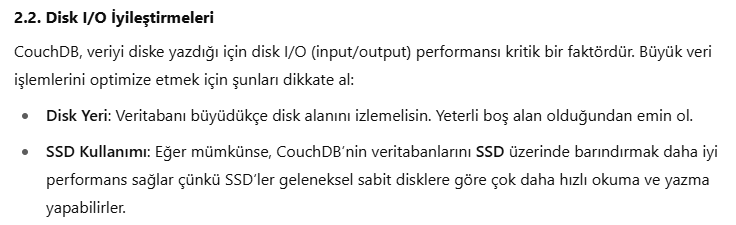 2.2. Disk I/O İyileştirmeleri
CouchDB, veriyi diske yazdığı için disk I/O (input/output) performansı kritik bir faktördür. Büyük veri
işlemlerini optimize etmek için şunları dikkate al:
• Disk Yeri: Veritabanı büyüdükçe disk alanını izlemelisin. Yeterli boş alan olduğundan emin ol.
• SSD Kullanımı: Eğer mümkünse, CouchDB'nin veritabanlarını SSD üzerinde barındırmak daha iyi
performans sağlar çünkü SSD'ler geleneksel sabit disklere göre çok daha hızlı okuma ve yazma
yapabilirler.